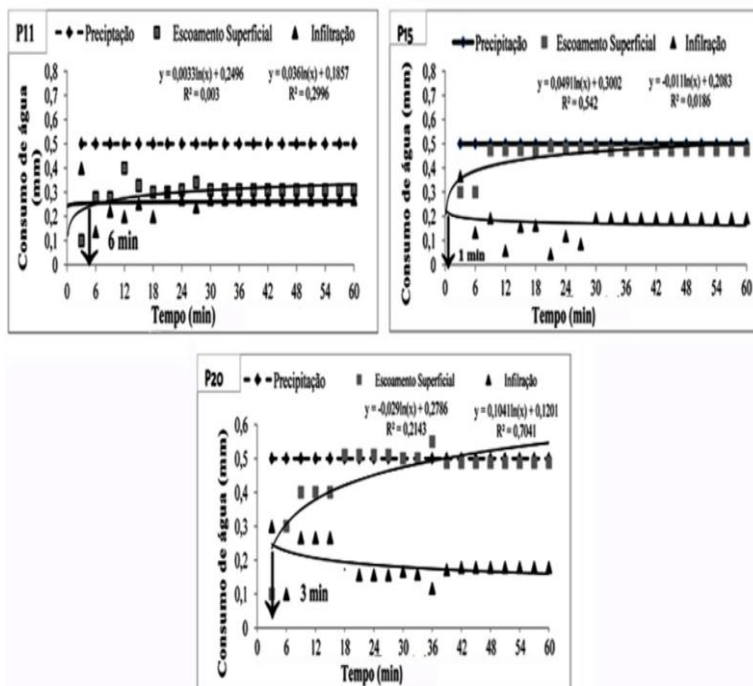 P11
Precipitação Escoamento Superficial Infiltração
y = 0,0033ln(x) + 0,2496 y = 0,036ln(x) + 0,1857
R² = 0,003 R² = 0,2996
Consumo de água
(mm)
0,8
0,7
0,6
0,5
0,4
0,3
0,2
0,1
0
6 min
0 6 12 18 24 30 36 42 48 54 60
Tempo (min)
P15
Precipitação Escoamento Superficial Infilração
y = 0,0491ln(x) + 0,3002 y = -0,011ln(x) + 0,2083
R² = 0,542 R² = 0,0186
Consumo de água (mm)
0,8
0,7
0,6
0,5
0,4
0,3
0,2
0,1
0
1 min
0 6 12 18 24 30 36 42 48 54 60
Tempo (min)
P20
Precipitação Escoamento Superficial Infilração
y = -0,029ln(x) + 0,2786 y = 0,1041ln(x) + 0,1201
R² = 0,2143 R² = 0,7041
Consumo de água (mm)
0,6
0,5
0,4
0,3
0,2
0,1
0
3 min
0 6 12 18 24 30 36 42 48 54 60
Tempo (min)